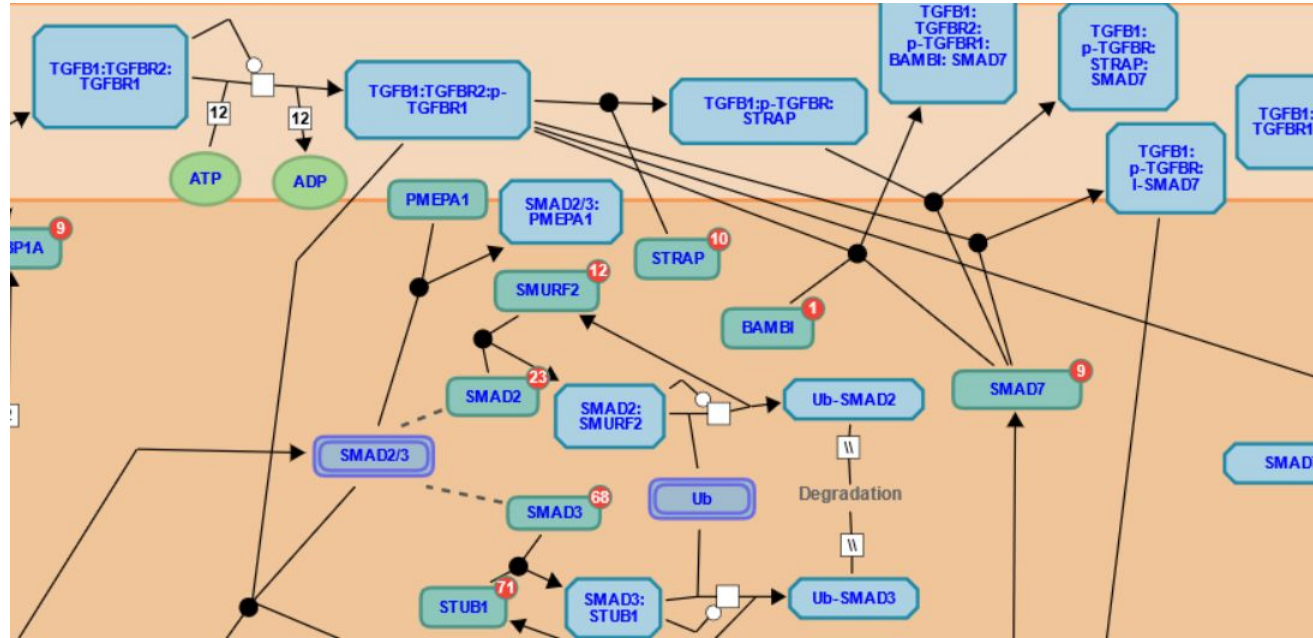 TGFB1:TGFBR2:
TGFBR1
12
12
ATP
ADP
TGFB1:TGFBR2:p-
TGFBR1
TGFB1:p-TGFBR:
STRAP
TGFB1:
TGFBR2:
p-TGFBR1:
BAMBI: SMAD7
TGFB1:
p-TGFBR:
STRAP:
SMAD7
TGFB1:
TGFBR1
TGFB1:
p-TGFBR:
I-SMAD7
PMEPA1
SMAD2/3:
PMEPA1
9
STRAP
10
SMURF2
12
BAMBI
1
SMAD7
9
SMAD2
23
SMAD2:
SMURF2
Ub-SMAD2
\\
Degradation
\\
SMAD2/3
SMAD
Ub
SMAD3
68
STUB1
71
SMAD3:
STUB1
Ub-SMAD3